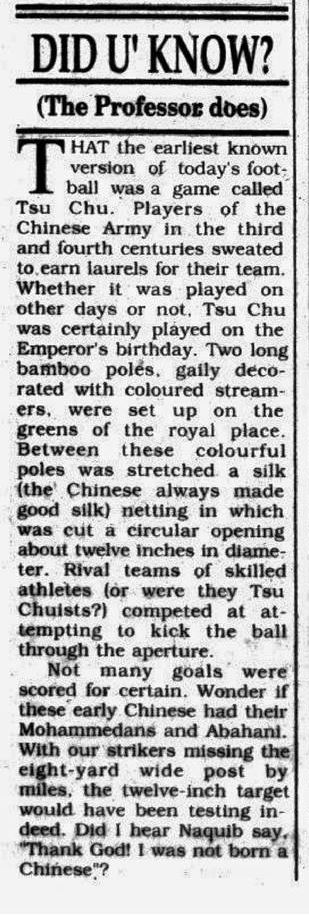 DID U' KNOW?
(The Professor does)
THAT the earliest known
version of today's foot-
ball was a game called
Tsu Chu. Players of the
Chinese Army in the third
and fourth centuries sweated
to earn laurels for their team.
Whether it was played on
other days or not, Tsu Chu
was certainly played on the
Emperor's birthday. Two long
bamboo poles, gaily deco-
rated with coloured stream-
ers, were set up on the
greens of the royal place.
Between these colourful
poles was stretched a silk
(the Chinese always made
good silk) netting in which
was cut a circular opening
about twelve inches in diame-
ter. Rival teams of skilled
athletes (or were they Tsu
Chuists?) competed at at-
tempting to kick the ball
through the aperture.
Not many goals were
scored for certain. Wonder if
these early Chinese had their
Mohammedans and Abahani.
With our strikers missing the
eight-yard wide post by
miles, the twelve-inch target
would have been testing in-
deed. Did I hear Naquib say,
"Thank God! I was not born a
Chinese"?